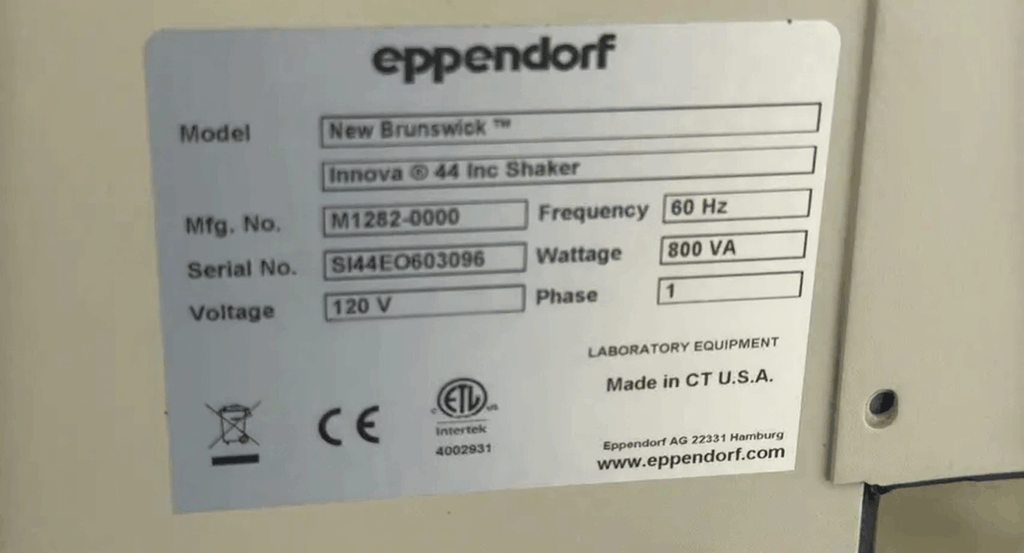 eppendorf
Model New Brunswick ™
Innova ® 44 Inc Shaker
Mfg. No. M1282-0000 Frequency 60 Hz
Serial No. SI44EO603096 Wattage 800 VA
Voltage 120 V Phase 1
LABORATORY EQUIPMENT
Made in CT U.S.A.
CE
c ETL us
Intertek
4002931
Eppendorf AG 22331 Hamburg
www.eppendorf.com